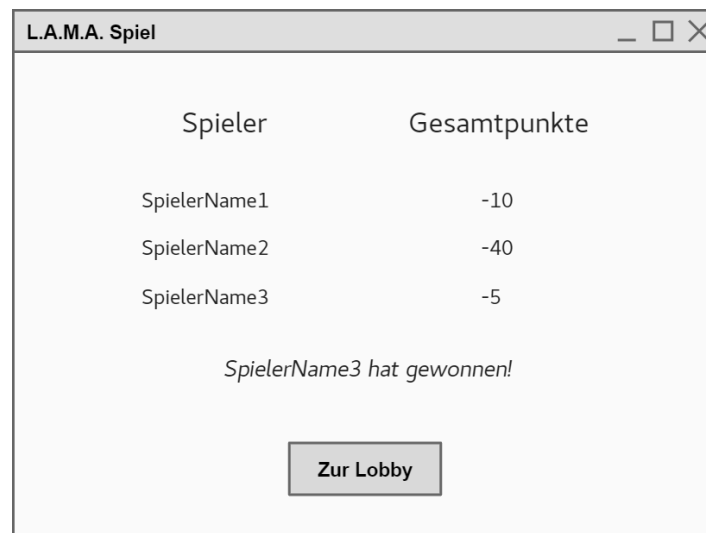 L.A.M.A. Spiel
Spieler Gesamtpunkte
SpielerName1 -10
SpielerName2 -40
SpielerName3 -5
SpielerName3 hat gewonnen!
Zur Lobby